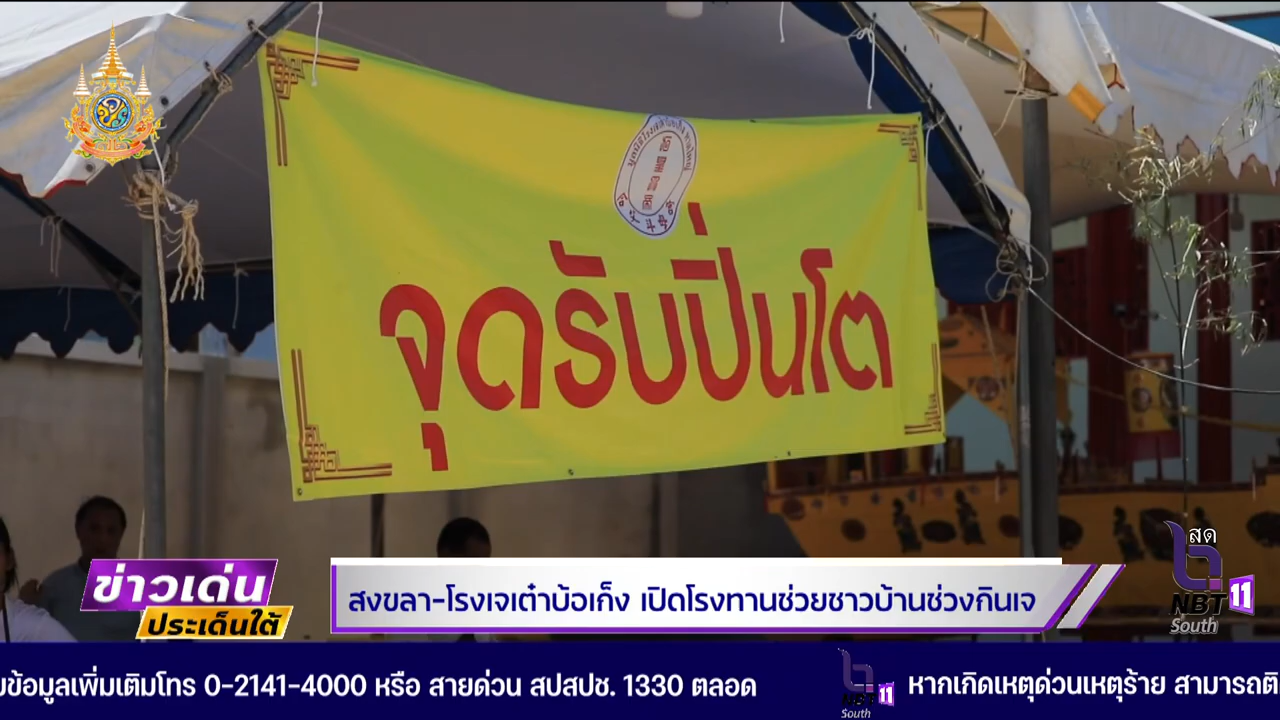 จุดรับปิ่นโต
สด
NBT 11
South
ข่าวเด่น
ประเด็นใต้
สงขลา-โรงเจเต๋าบ้อเก็ง เปิดโรงทานช่วยชาวบ้านช่วงกินเจ
ข้อมูลเพิ่มเติมโทร 0-2141-4000 หรือ สายด่วน สปสปช. 1330 ตลอด
NBT 11
South
หากเกิดเหตุด่วนเหตุร้าย สามารถติ